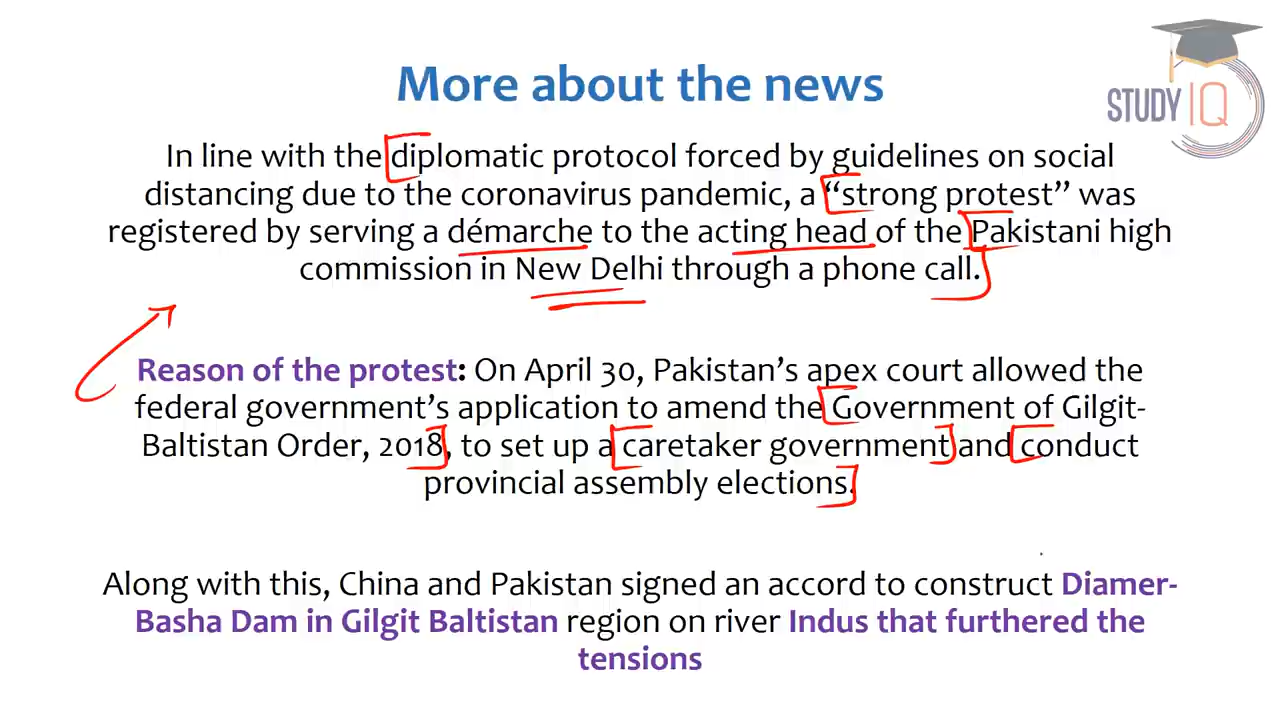 More about the news
STUDY IQ
In line with the diplomatic protocol forced by guidelines on social
distancing due to the coronavirus pandemic, a “strong protest” was
registered by serving a démarche to the acting head of the Pakistani high
commission in New Delhi through a phone call.
Reason of the protest: On April 30, Pakistan’s apex court allowed the
federal government’s application to amend the Government of Gilgit-
Baltistan Order, 2018, to set up a caretaker government and conduct
provincial assembly elections.
Along with this, China and Pakistan signed an accord to construct Diamer-
Basha Dam in Gilgit Baltistan region on river Indus that furthered the
tensions